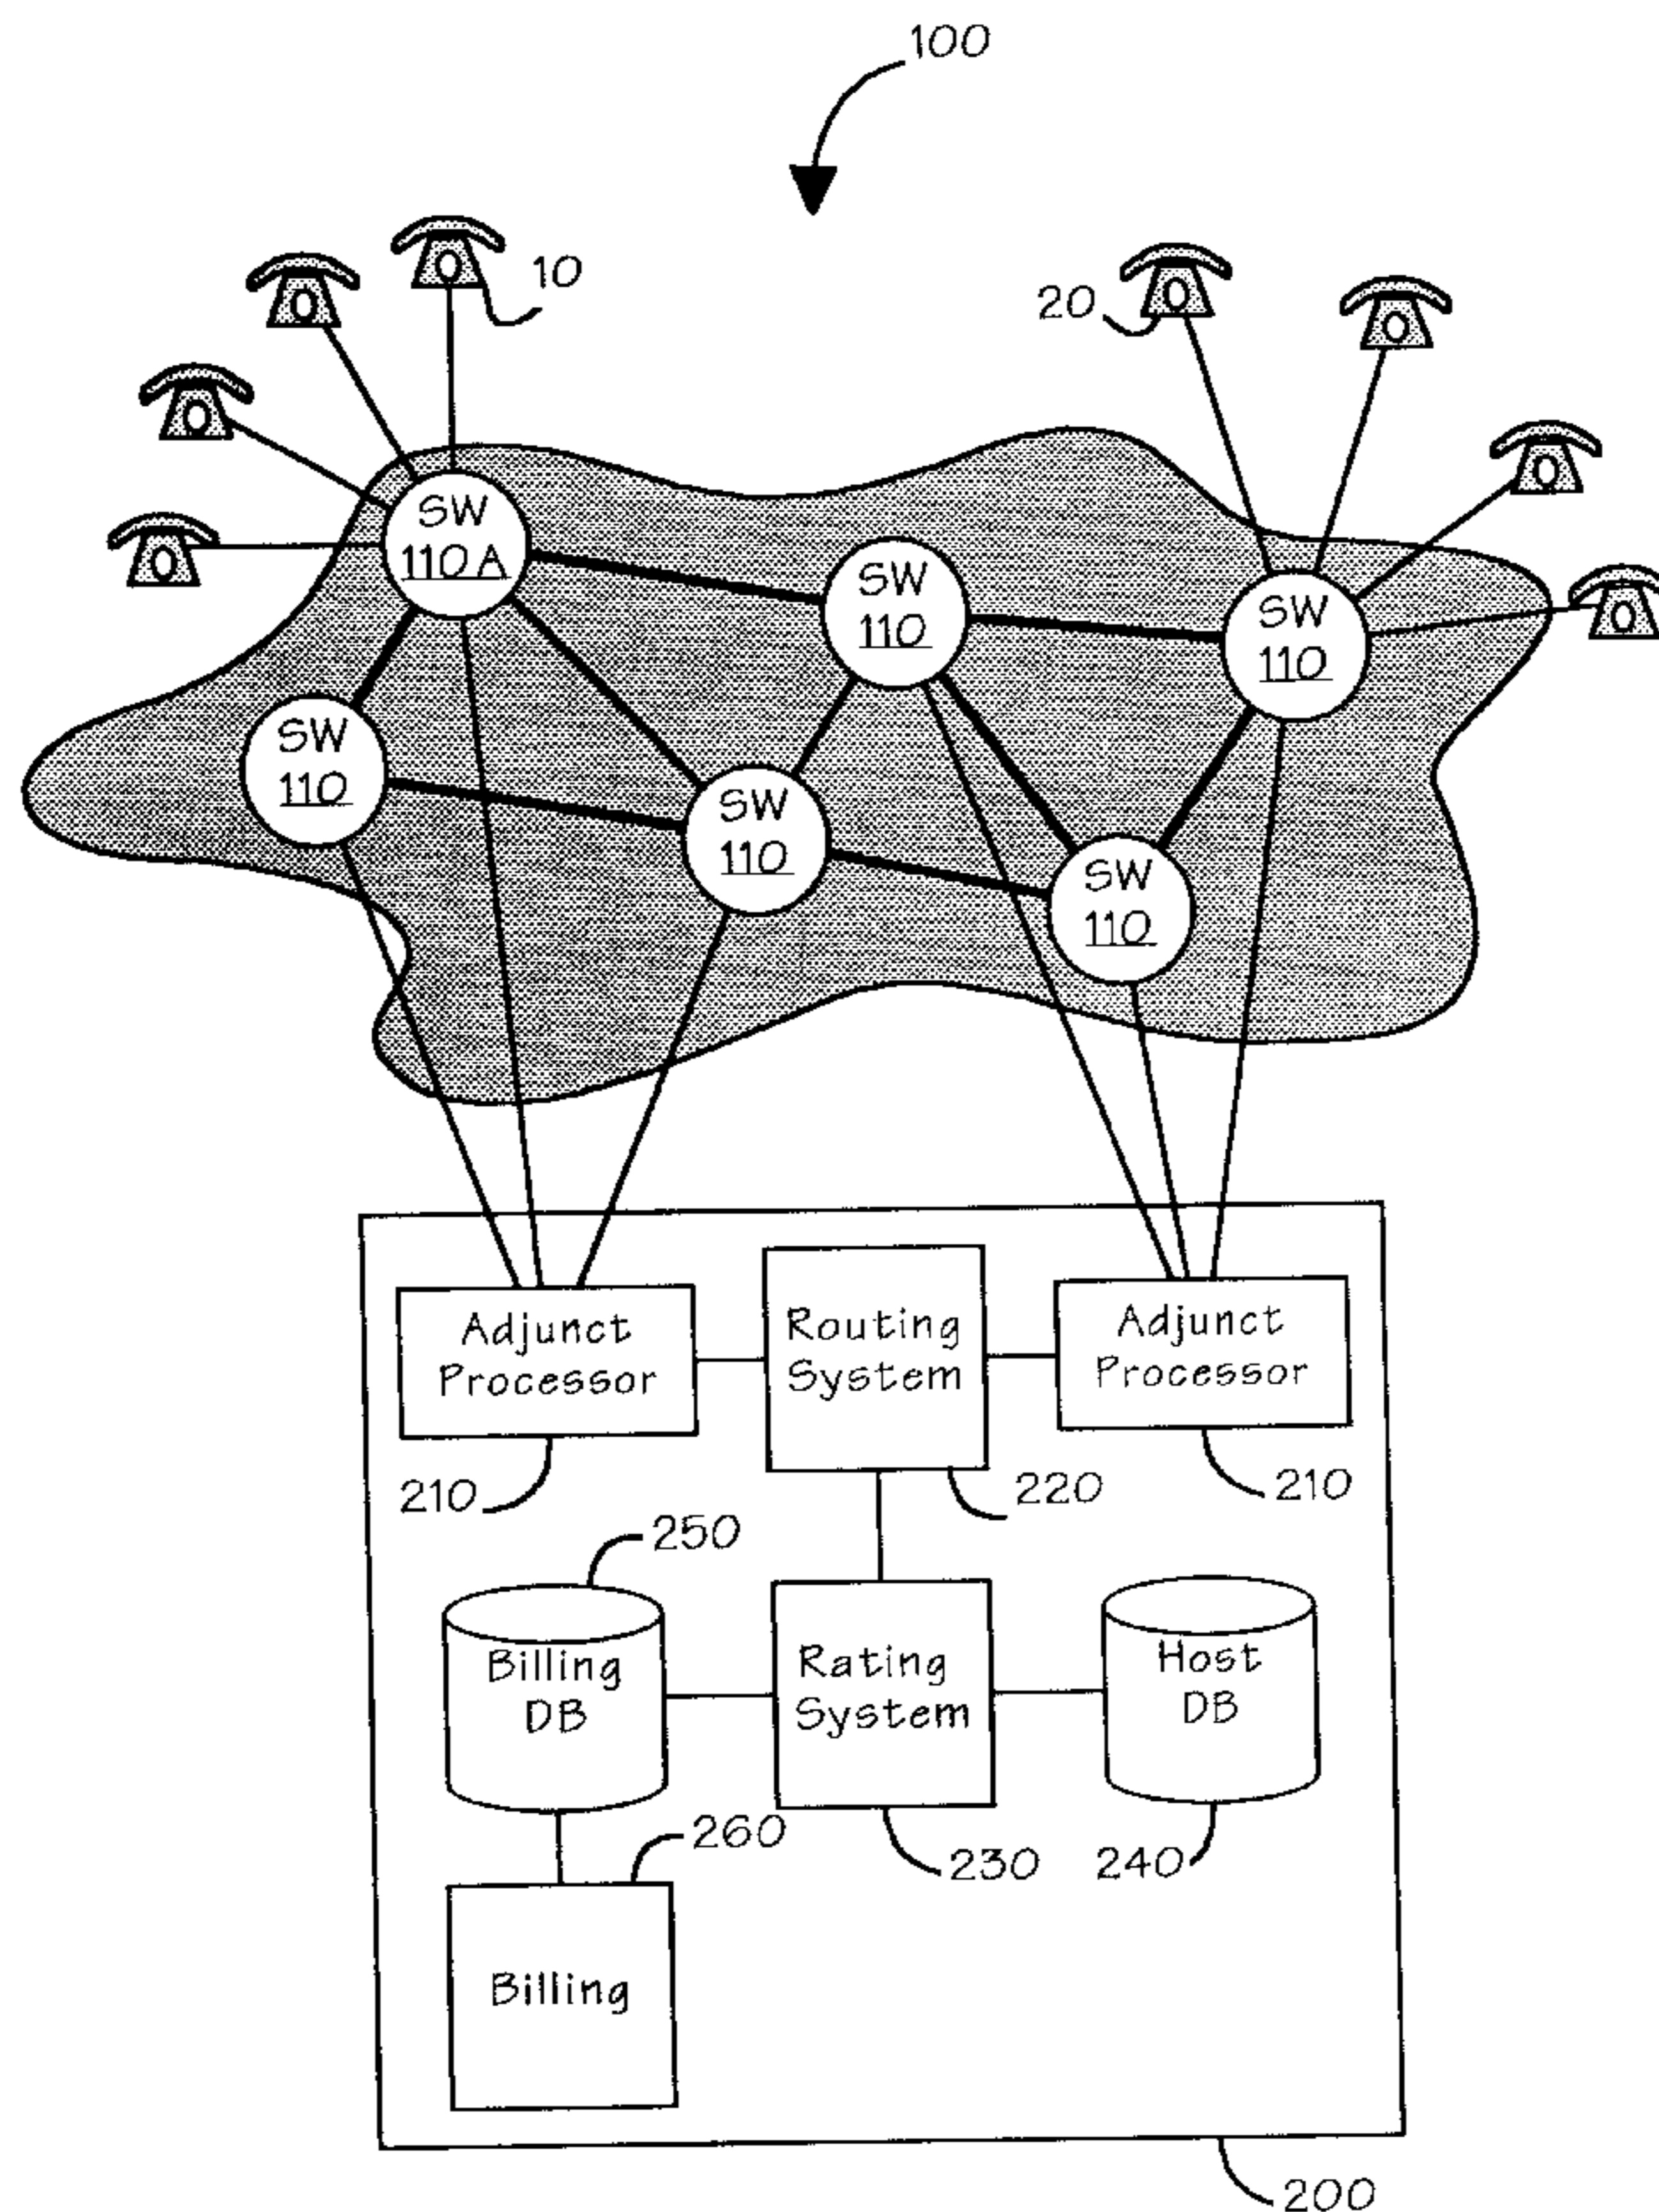 100
10
20
SW
110A
SW
110
SW
110
SW
110
SW
110
SW
110
Adjunct
Processor
Routing
System
Adjunct
Processor
210
220
210
250
Billing
DB
Rating
System
Host
DB
260
230
240
Billing
200